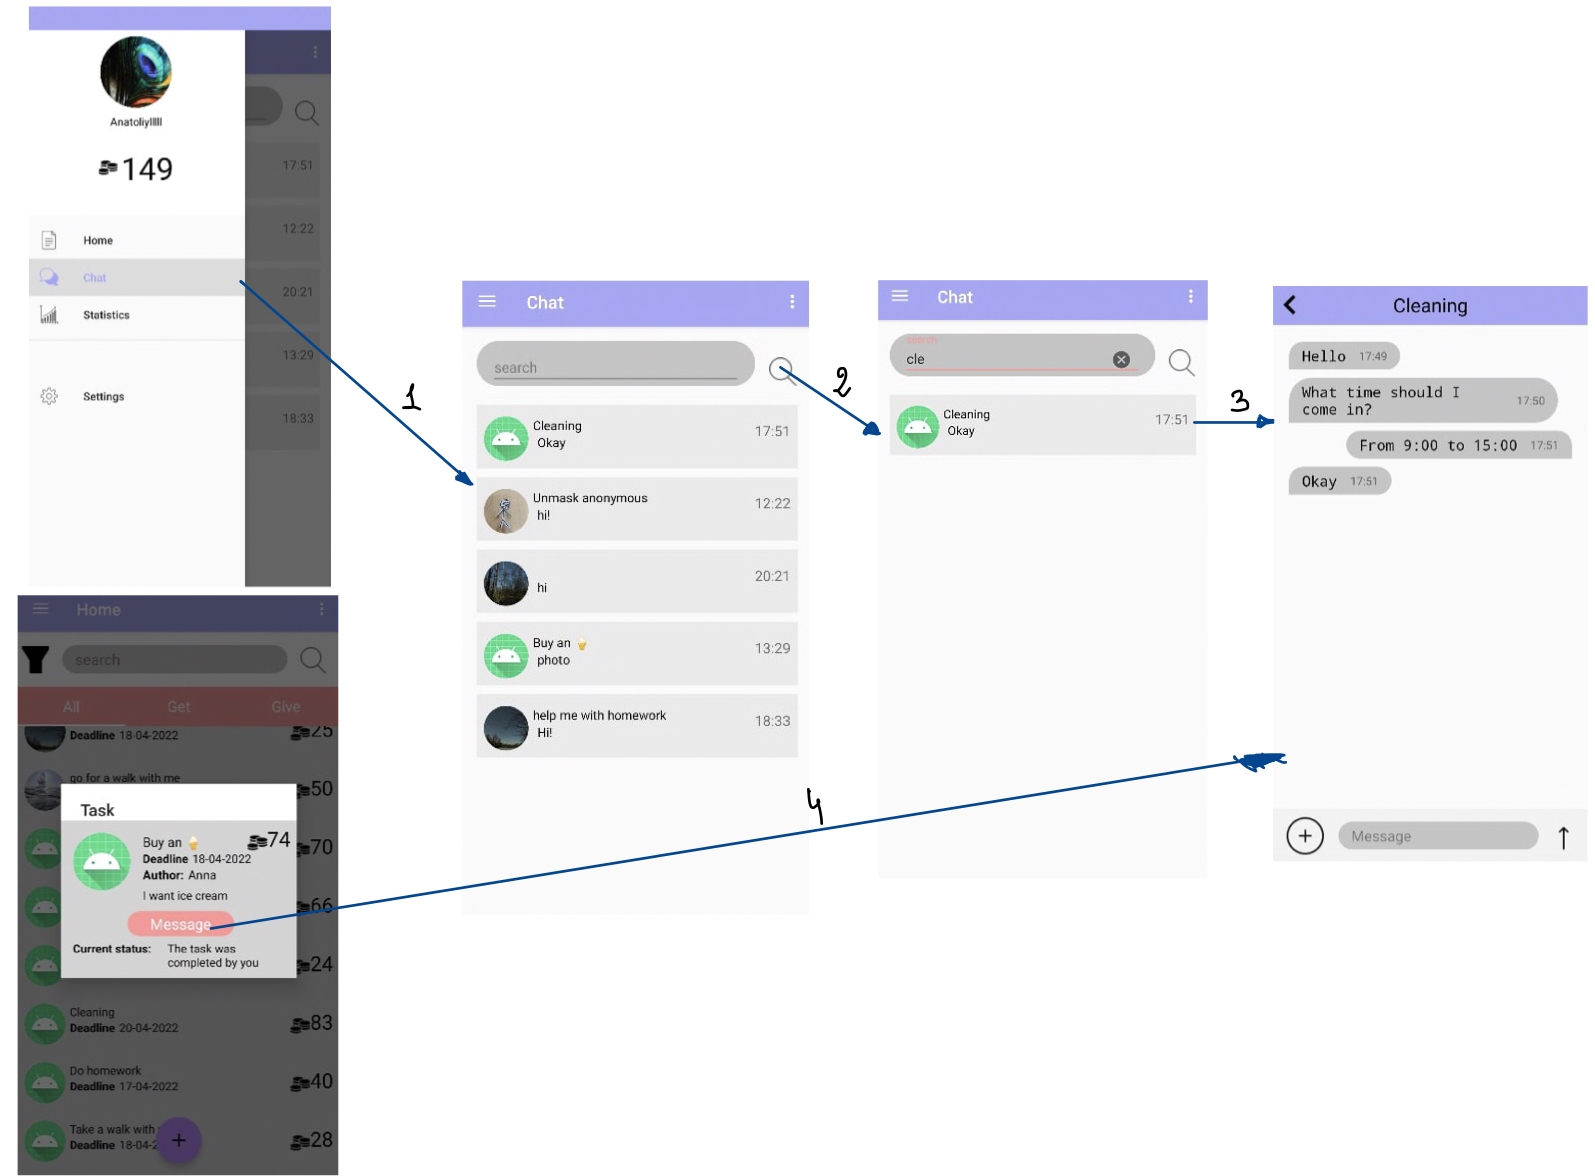 Anatoliylllll
149
Home
Chat
Statistics
Settings
17:51
12:22
20:21
13:29
18:33
1
Chat
search
Cleaning
Okay
17:51
Unmask anonymous
hi!
12:22
hi
20:21
Buy an 🍦
photo
13:29
help me with homework
Hi!
18:33
2
Chat
search
cle
Cleaning
Okay
17:51
3
Cleaning
Hello 17:49
What time should I
come in? 17:50
From 9:00 to 15:00 17:51
Okay 17:51
Message
4
Home
search
All Get Give
Deadline 18-04-2022 25
go for a walk with me
50
Task
Buy an 🍦 74
Deadline 18-04-2022
Author: Anna
I want ice cream
Message
Current status: The task was
completed by you
70
66
24
Cleaning
Deadline 20-04-2022 83
Do homework
Deadline 17-04-2022 40
Take a walk with
Deadline 18-04-2 28